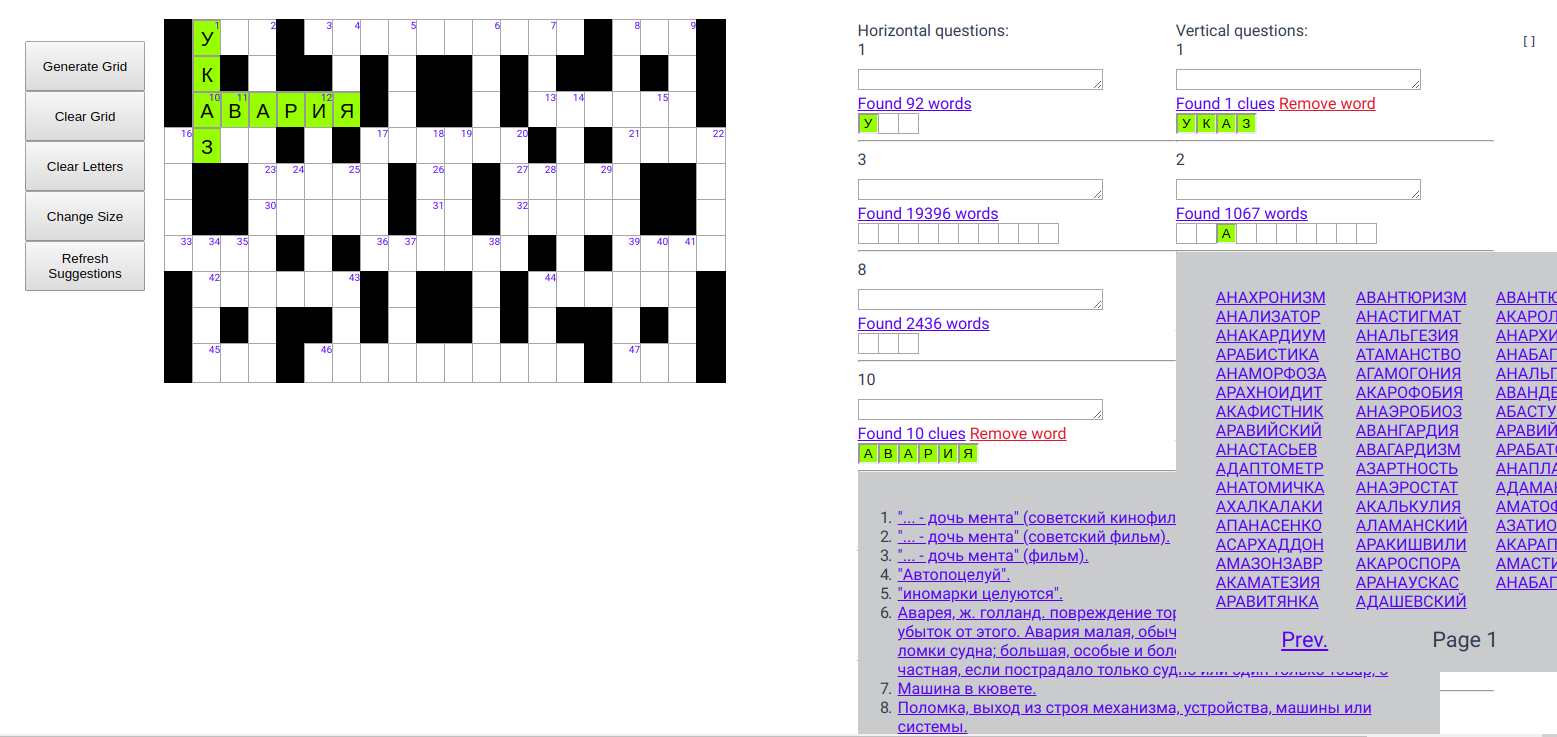 Generate Grid
Clear Grid
Clear Letters
Change Size
Refresh
Suggestions
1 2 3 4 5 6 7 8 9
У
К
10 11 12 13 14 15
А В А Р И Я
16 17 18 19 20 21 22
З
23 24 25 26 27 28 29
30 31 32
33 34 35 36 37 38 39 40 41
42 43 44
45 46 47
Horizontal questions:
1
Found 92 words
У
3
Found 19396 words
8
Found 2436 words
10
Found 10 clues Remove word
А В А Р И Я
1. "... - дочь мента" (советский кинофил
2. "... - дочь мента" (советский фильм).
3. "... - дочь мента" (фильм).
4. "Автопоцелуй".
5. "иномарки целуются".
6. Аварея, ж. голланд. повреждение тор
убыток от этого. Авария малая, обыч
ломки судна; большая, особые и бол
частная, если пострадало только суд
7. Машина в кювете.
8. Поломка, выход из строя механизма, устройства, машины или
системы.
Vertical questions:
1
Found 1 clues Remove word
У К А З
2
Found 1067 words
А
АНАХРОНИЗМ АВАНТЮРИЗМ АВАНТЮ
АНАЛИЗАТОР АНАСТИГМАТ АКАРОЛ
АНАКАРДИУМ АНАЛЬГЕЗИЯ АНАРХИ
АРАБИСТИКА АТАМАНСТВО АНАБАП
АНАМОРФОЗА АГАМОГОНИЯ АНАЛЬГ
АРАХНОИДИТ АКАРОФОБИЯ АВАНДЕ
АКАФИСТНИК АНАЭРОБИОЗ АБАСТУ
АРАВИЙСКИЙ АВАНГАРДИЯ АРАВИЙ
АНАСТАСЬЕВ АВАГАРДИЗМ АРАБАТ
АДАПТОМЕТР АЗАРТНОСТЬ АНАПЛА
АНАТОМИЧКА АНАЭРОСТАТ АДАМАН
АХАЛКАЛАКИ АКАЛЬКУЛИЯ АМАТОФ
АПАНАСЕНКО АЛАМАНСКИЙ АЗАТИО
АСАРХАДДОН АРАКИШВИЛИ АКАРАП
АМАЗОНЗАВР АКАРОСПОРА АМАСТИ
АКАМАТЕЗИЯ АРАНАУСКАС АНАБАП
АРАВИТЯНКА АДАШЕВСКИЙ
Prev. Page 1
[ ]